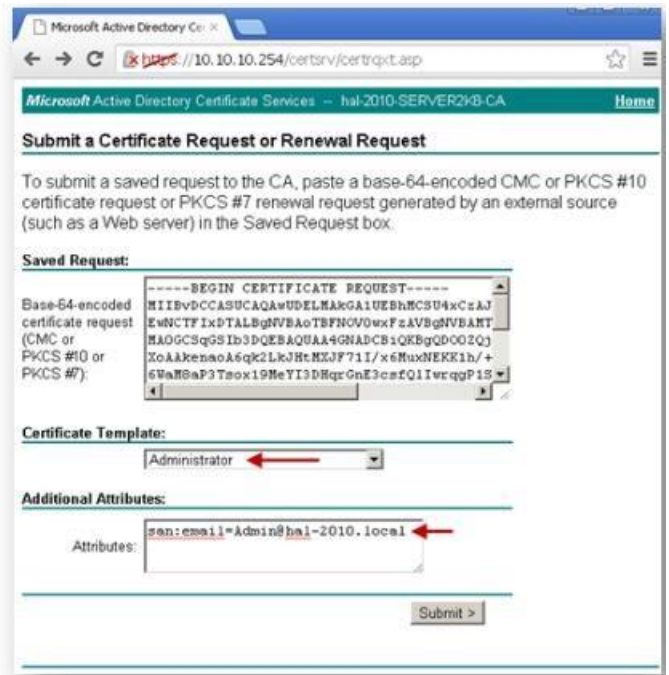 Microsoft Active Directory Cer
https://10.10.10.254/certsrv/certrqxt.asp
Microsoft Active Directory Certificate Services -- hal-2010-SERVER2K8-CA Home
Submit a Certificate Request or Renewal Request
To submit a saved request to the CA, paste a base-64-encoded CMC or PKCS #10
certificate request or PKCS #7 renewal request generated by an external source
(such as a Web server) in the Saved Request box.
Saved Request:
Base-64-encoded
certificate request
(CMC or
PKCS #10 or
PKCS #7):
-----BEGIN CERTIFICATE REQUEST-----
Certificate Template:
Administrator
Additional Attributes:
Attributes:
san:email=Admin@hal-2010.local
Submit >